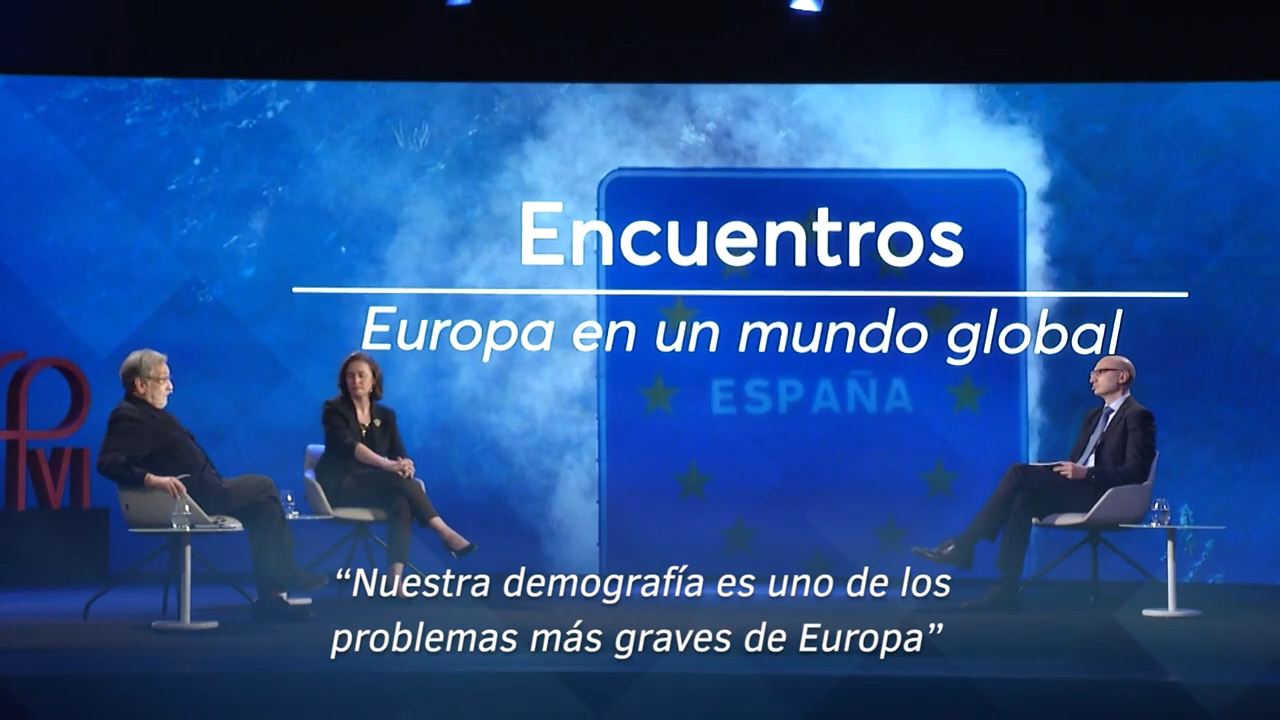 Encuentros
Europa en un mundo global
ESPAÑA
“Nuestra demografía es uno de los
problemas más graves de Europa”